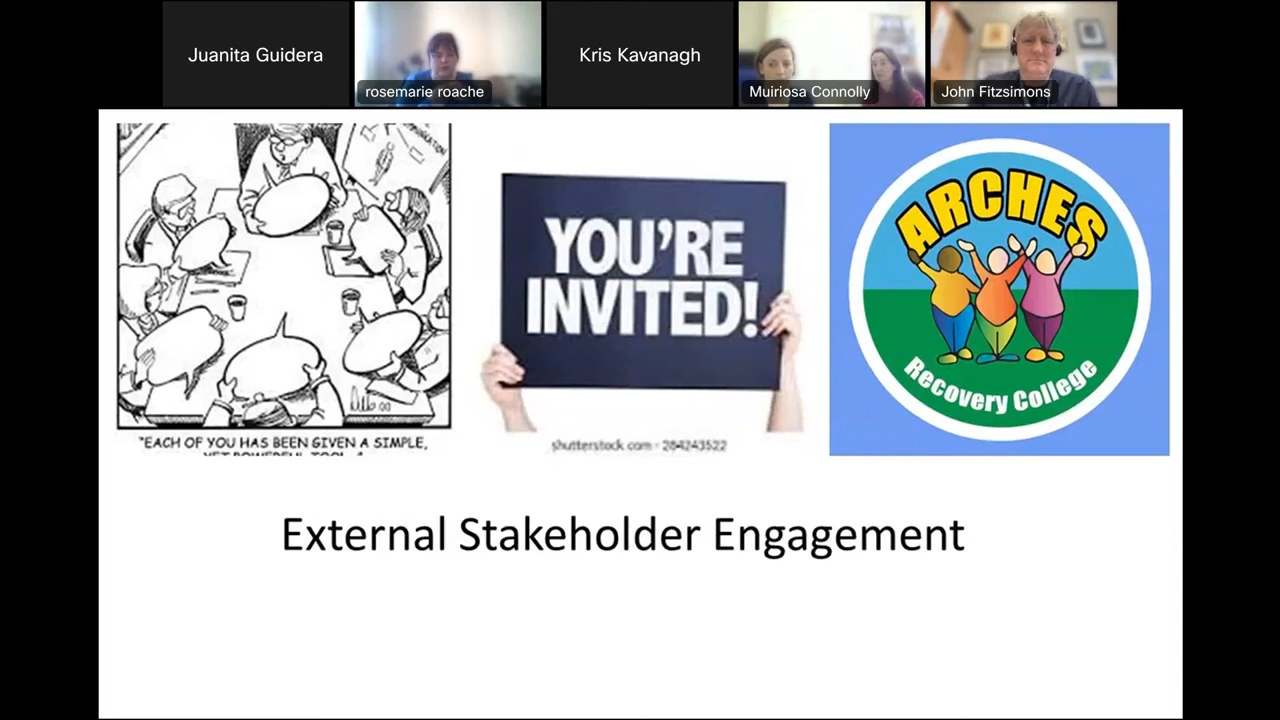 Juanita Guidera
rosemarie roache
Kris Kavanagh
Muiriosa Connolly
John Fitzsimons
"EACH OF YOU HAS BEEN GIVEN A SIMPLE,
YOU'RE
INVITED!
shutterstock.com · 284243522
ARCHES
Recovery College
External Stakeholder Engagement